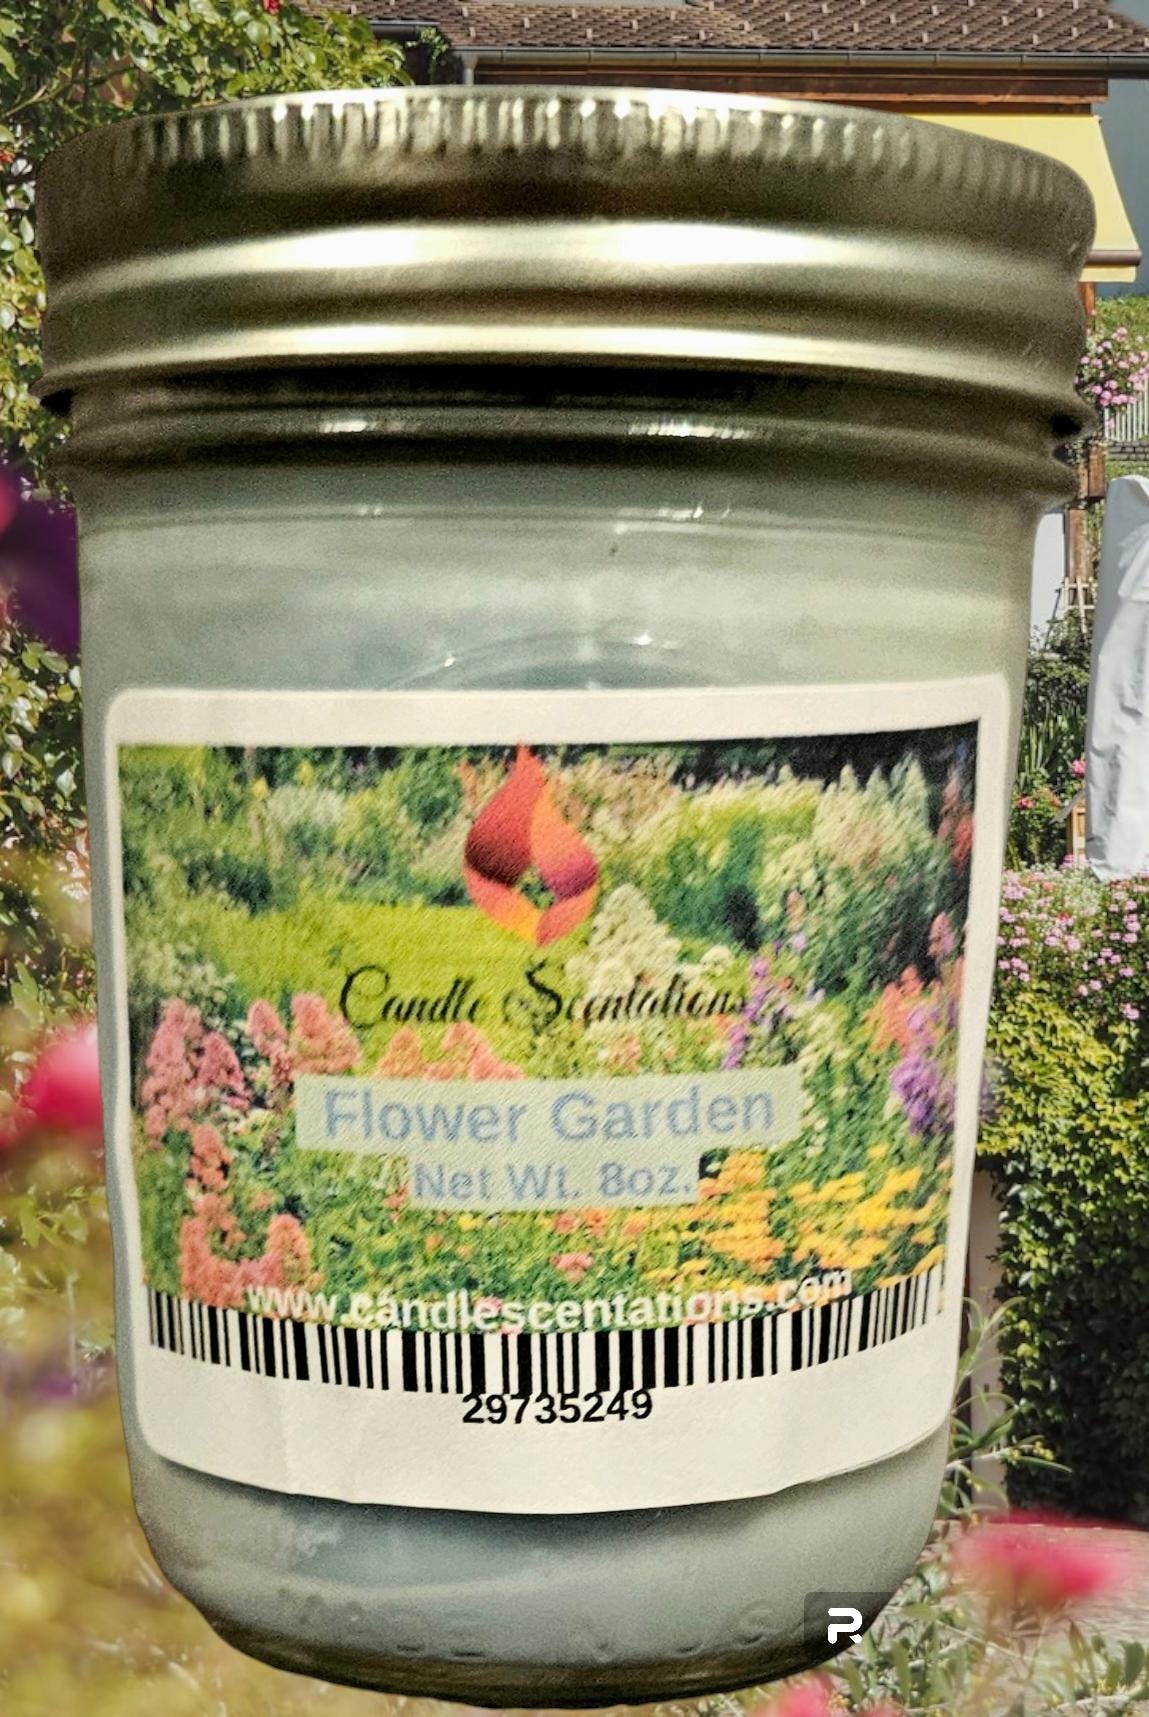 Candle Scentations
Flower Garden
Net Wt. 8oz.
www.candlescentations.com
29735249